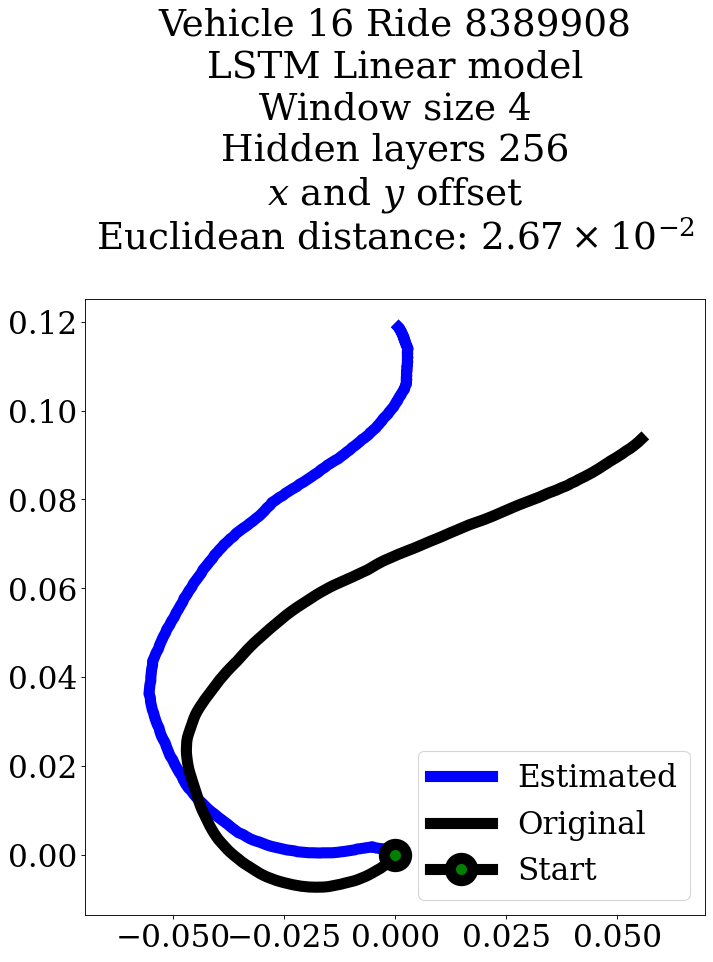 Vehicle 16 Ride 8389908
LSTM Linear model
Window size 4
Hidden layers 256
x and y offset
Euclidean distance: 2.67 × 10⁻²
0.12
0.10
0.08
0.06
0.04
0.02
0.00
Estimated
Original
Start
−0.050 −0.025 0.000 0.025 0.050